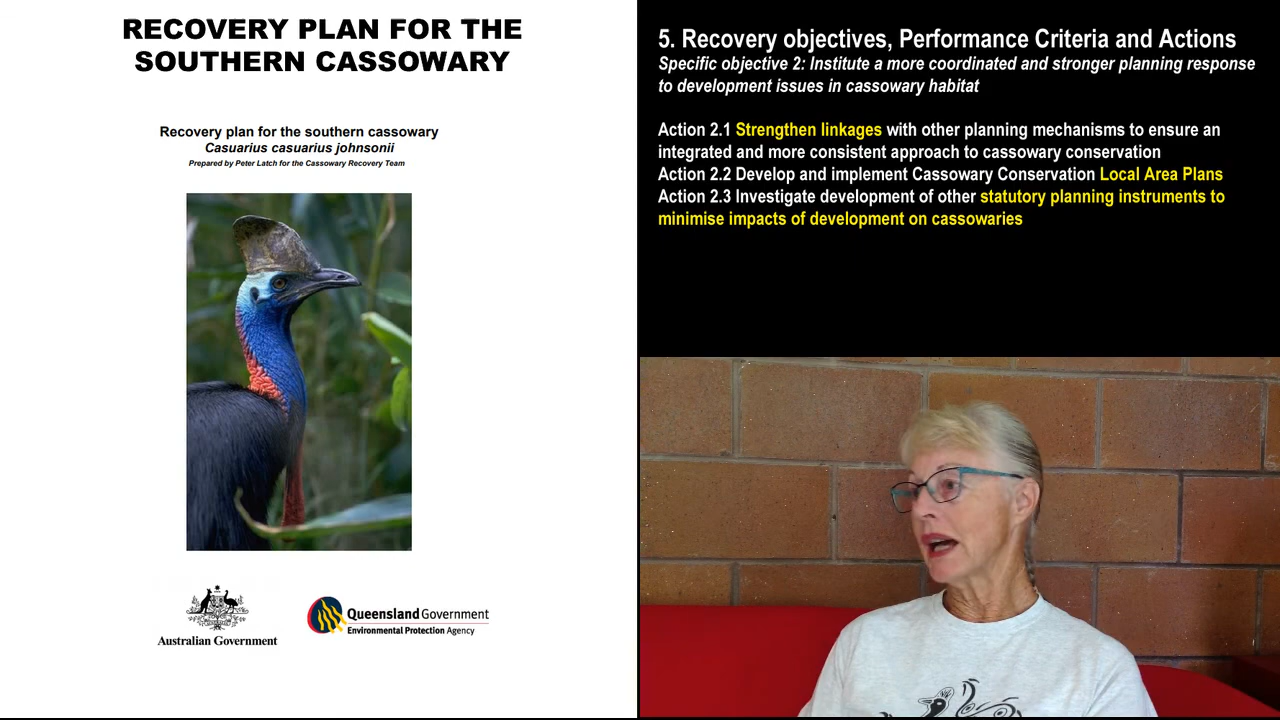 RECOVERY PLAN FOR THE
SOUTHERN CASSOWARY
Recovery plan for the southern cassowary
Casuarius casuarius johnsonii
Prepared by Peter Latch for the Cassowary Recovery Team
Australian Government
Queensland Government
Environmental Protection Agency
5. Recovery objectives, Performance Criteria and Actions
Specific objective 2: Institute a more coordinated and stronger planning response
to development issues in cassowary habitat
Action 2.1 Strengthen linkages with other planning mechanisms to ensure an
integrated and more consistent approach to cassowary conservation
Action 2.2 Develop and implement Cassowary Conservation Local Area Plans
Action 2.3 Investigate development of other statutory planning instruments to
minimise impacts of development on cassowaries